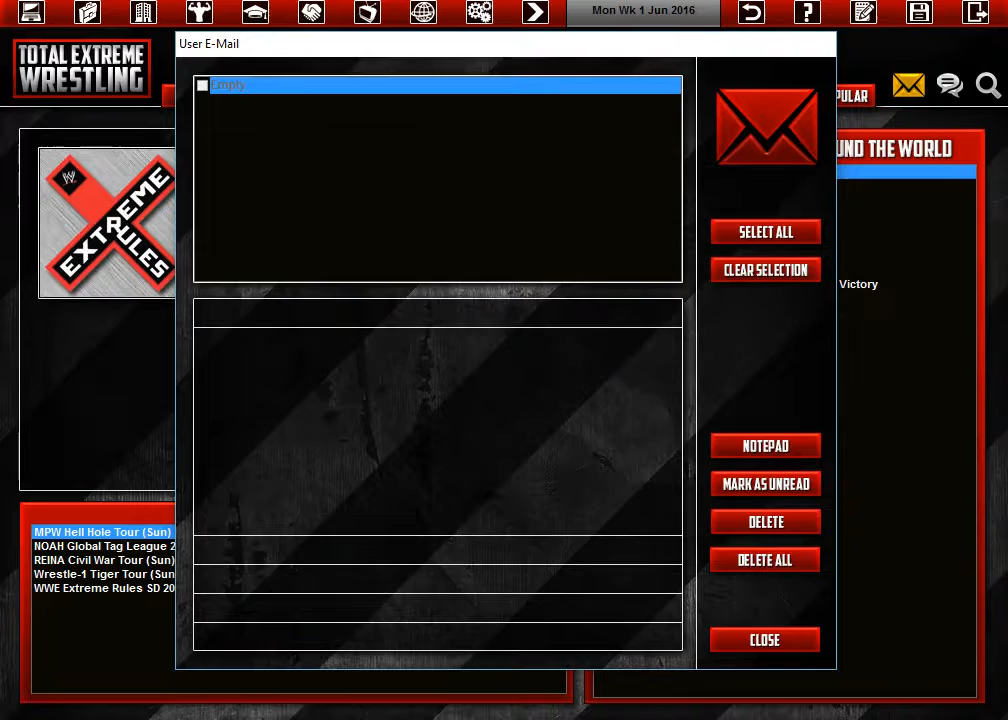 Mon Wk 1 Jun 2016
User E-Mail
TOTAL EXTREME
WRESTLING
PULAR
Empty
UND THE WORLD
W
EXTREME
RULES
SELECT ALL
CLEAR SELECTION
Victory
NOTEPAD
MARK AS UNREAD
DELETE
DELETE ALL
CLOSE
MPW Hell Hole Tour (Sun)
NOAH Global Tag League 2
REINA Civil War Tour (Sun)
Wrestle-1 Tiger Tour (Sun
WWE Extreme Rules SD 20